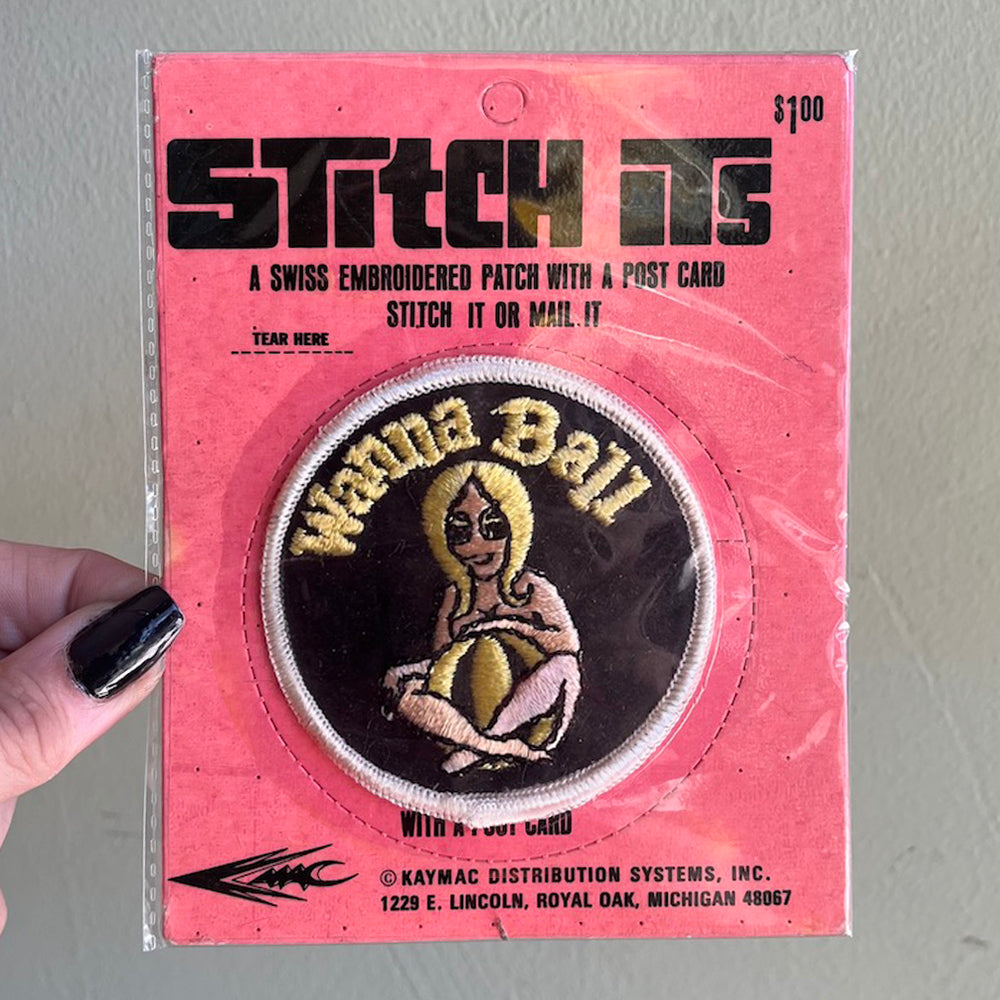 $1.00
STitCH iTs
A SWISS EMBROIDERED PATCH WITH A POST CARD
STITCH IT OR MAIL IT
TEAR HERE
Wanna Ball
WITH A POST CARD
KMC
© KAYMAC DISTRIBUTION SYSTEMS, INC.
1229 E. LINCOLN, ROYAL OAK, MICHIGAN 48067